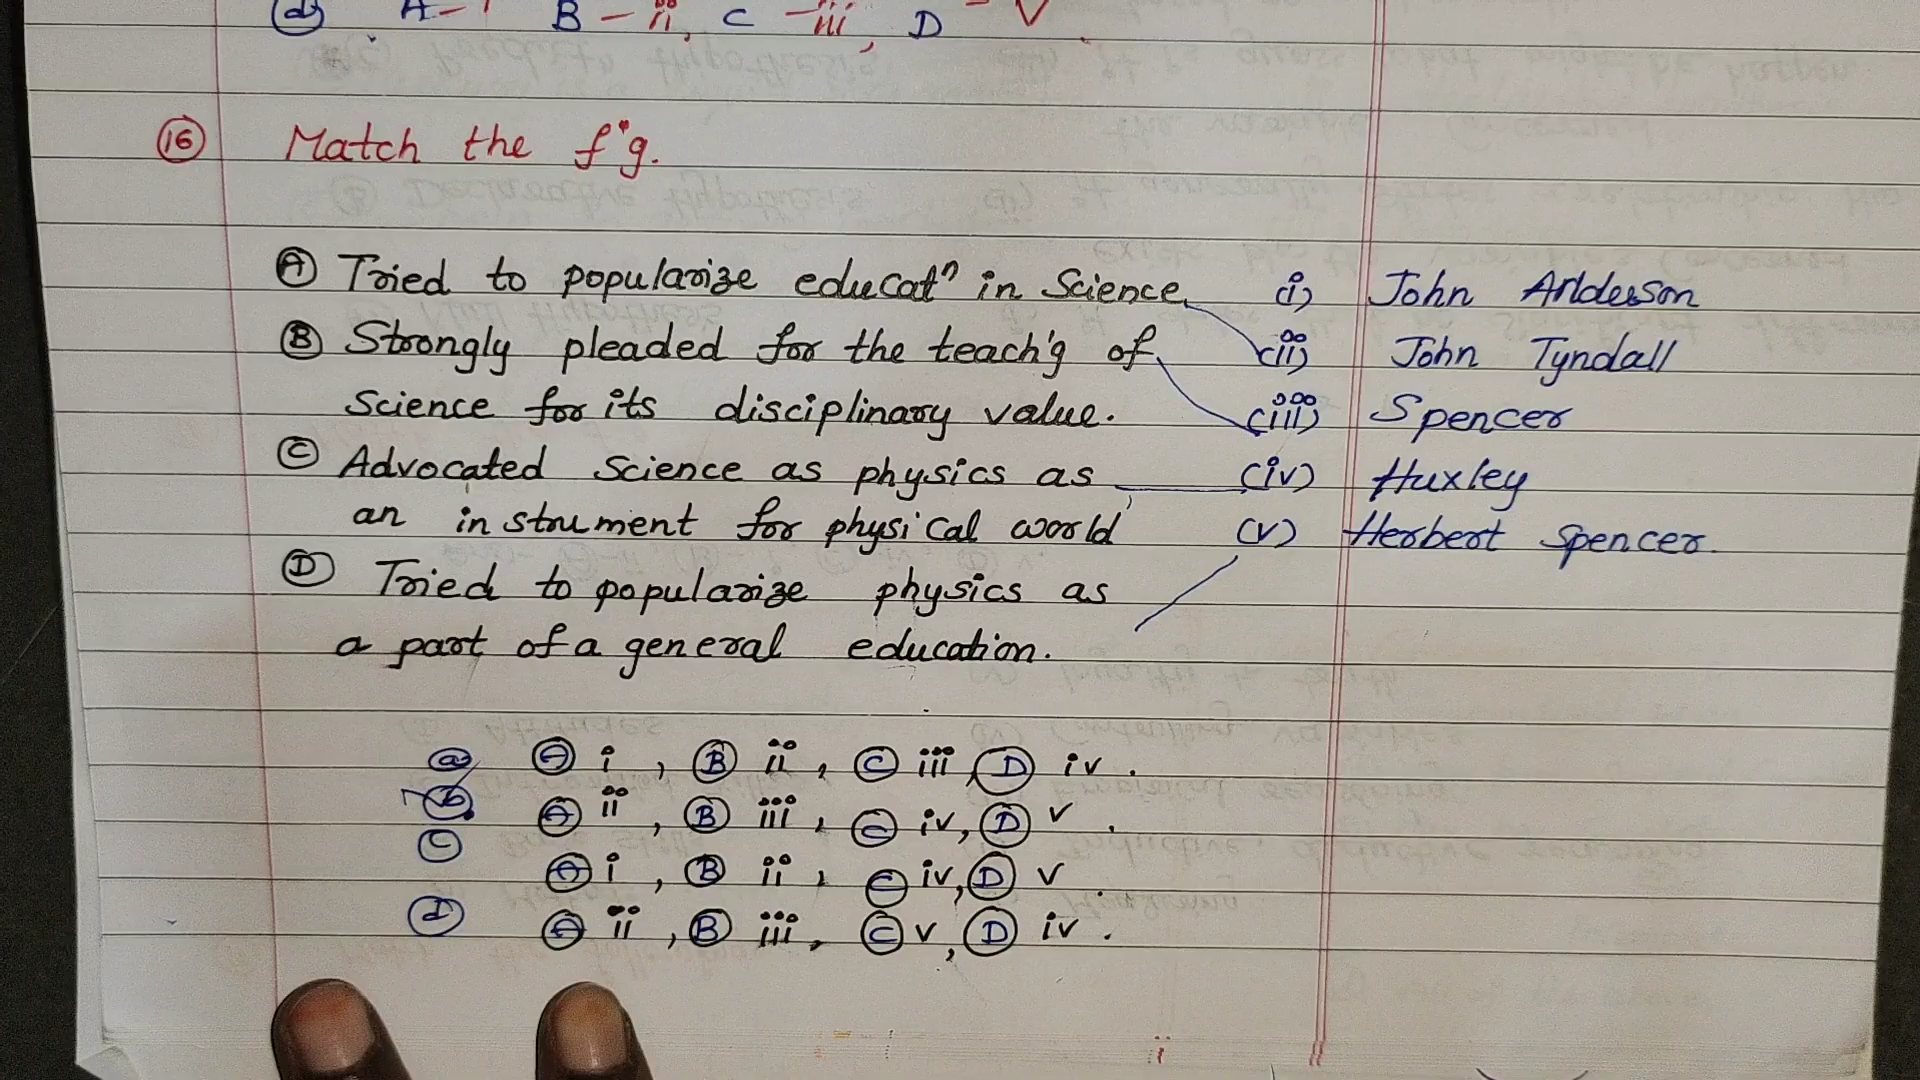 (d) A - i B - ii, C - iii, D - V
16 Match the f"g.
A Tried to popularize educatn in Science (i) John Anderson
B Strongly pleaded for the teach'g of (ii) John Tyndall
Science for its disciplinary value. (iii) Spencer
C Advocated Science as physics as (iv) Huxley
an instrument for physical world (v) Herbert Spencer.
D Tried to popularize physics as
a part of a general education.
(a) A i, B ii, C iii, D iv.
(b) A ii, B iii, C iv, D v.
(c) A i, B ii, C iv, D v
(d) A ii, B iii, C v, D iv.